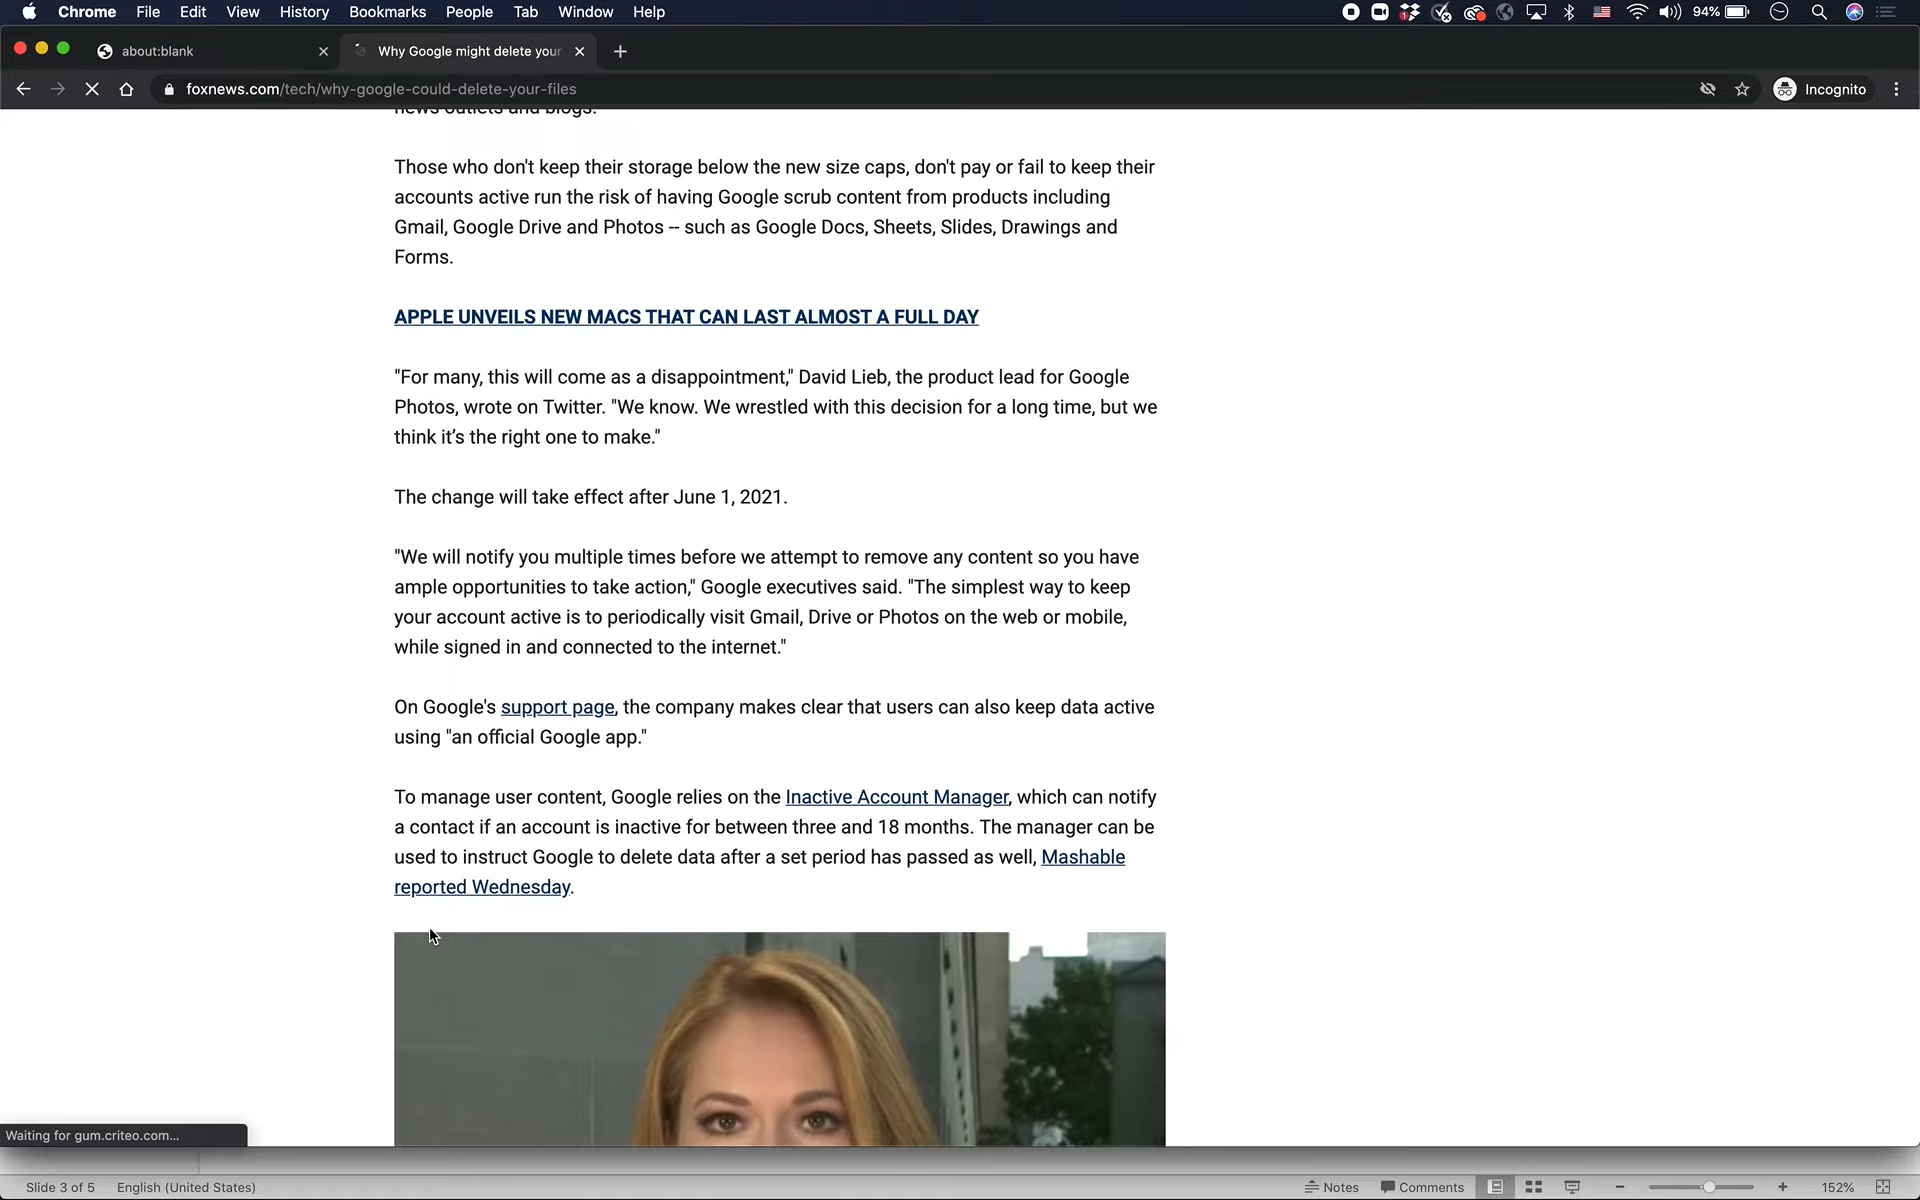 Chrome File Edit View History Bookmarks People Tab Window Help 94%
about:blank Why Google might delete your
foxnews.com/tech/why-google-could-delete-your-files Incognito
news outlets and blogs.
Those who don't keep their storage below the new size caps, don't pay or fail to keep their
accounts active run the risk of having Google scrub content from products including
Gmail, Google Drive and Photos -- such as Google Docs, Sheets, Slides, Drawings and
Forms.
APPLE UNVEILS NEW MACS THAT CAN LAST ALMOST A FULL DAY
"For many, this will come as a disappointment," David Lieb, the product lead for Google
Photos, wrote on Twitter. "We know. We wrestled with this decision for a long time, but we
think it’s the right one to make."
The change will take effect after June 1, 2021.
"We will notify you multiple times before we attempt to remove any content so you have
ample opportunities to take action," Google executives said. "The simplest way to keep
your account active is to periodically visit Gmail, Drive or Photos on the web or mobile,
while signed in and connected to the internet."
On Google's support page, the company makes clear that users can also keep data active
using "an official Google app."
To manage user content, Google relies on the Inactive Account Manager, which can notify
a contact if an account is inactive for between three and 18 months. The manager can be
used to instruct Google to delete data after a set period has passed as well, Mashable
reported Wednesday.
Waiting for gum.criteo.com...
Slide 3 of 5 English (United States) Notes Comments 152%